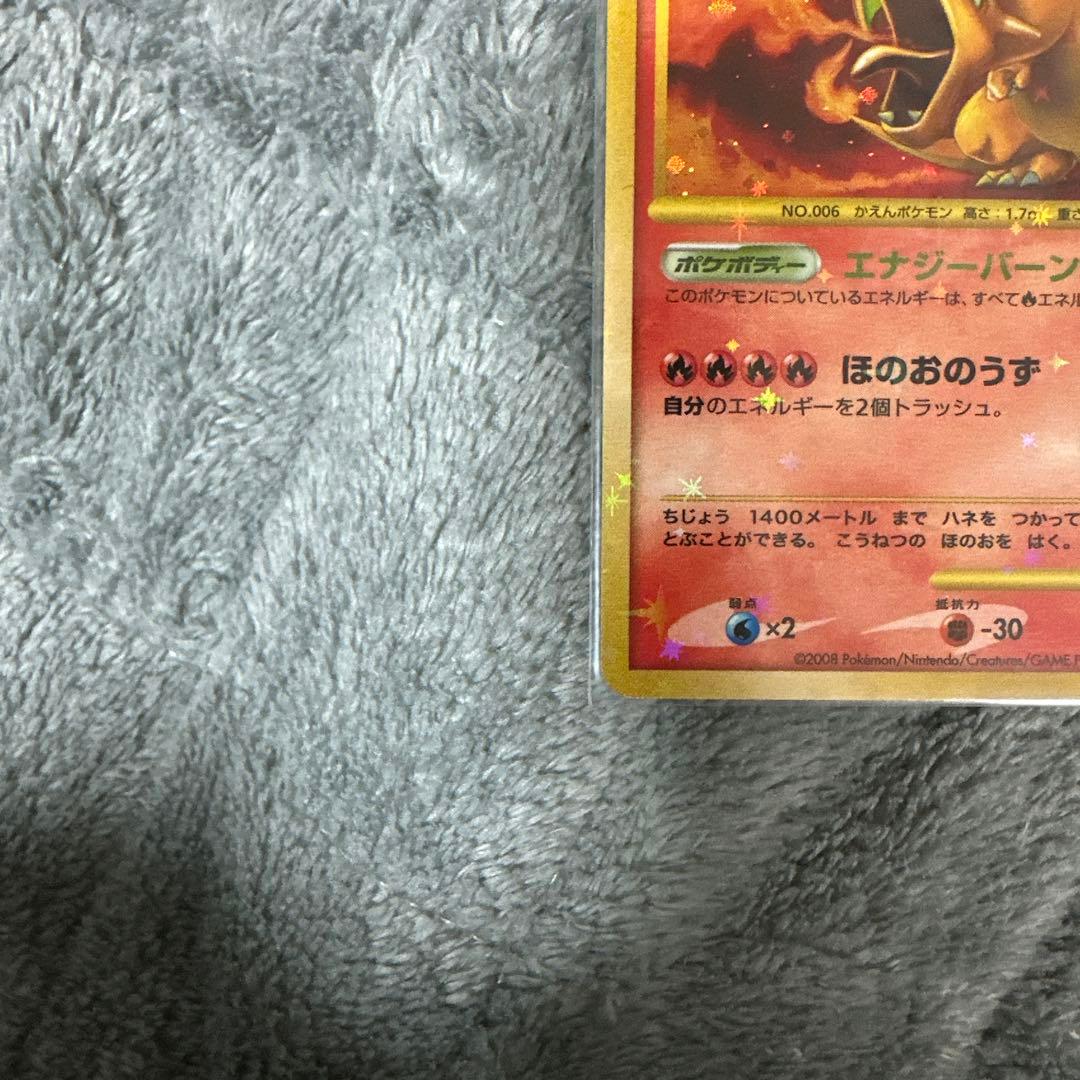 NO.006 かえんポケモン 高さ:1.7m 重さ
ポケボディー エナジーバーン
このポケモンについているエネルギーは、すべて🔥エネル
ほのおのうず
自分のエネルギーを2個トラッシュ。
ちじょう 1400メートル まで ハネを つかって
とぶことができる。 こうねつの ほのおを はく。
弱点 抵抗力
×2 -30
©2008 Pokémon/Nintendo/Creatures/GAME